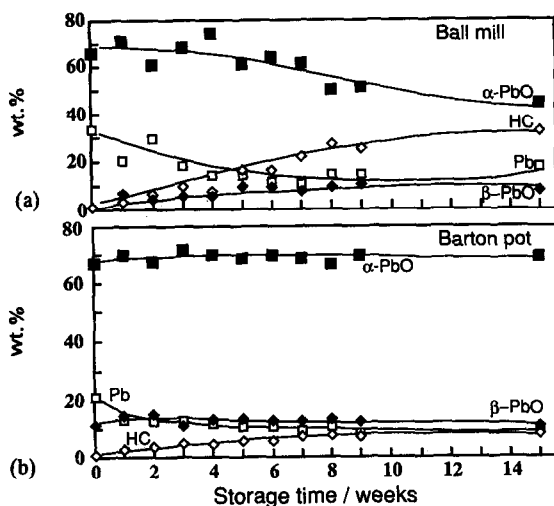 80
Ball mill
60
α-PbO
40
HC
20
Pb
(a)
β-PbO
0
wt.%
80
Barton pot
60
α-PbO
40
20
Pb
β-PbO
HC
(b)
0
wt.%
0 2 4 6 8 10 12 14
Storage time / weeks